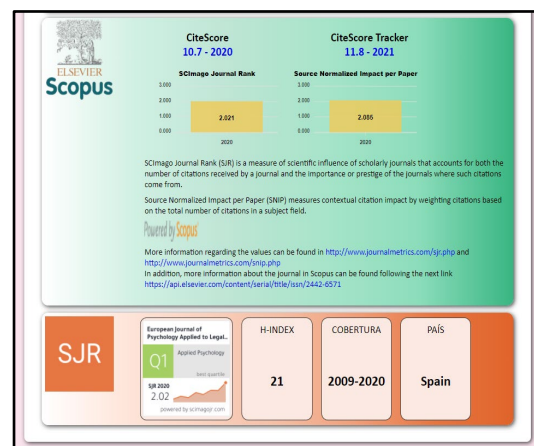 CiteScore
10.7 - 2020
CiteScore Tracker
11.8 - 2021
ELSEVIER
Scopus
SCImago Journal Rank
3.000
2.000
1.000
0.000
2.021
2020
Source Normalized Impact per Paper
3.000
2.000
1.000
0.000
2.085
2020
SCImago Journal Rank (SJR) is a measure of scientific influence of scholarly journals that accounts for both the
number of citations received by a journal and the importance or prestige of the journals where such citations
come from.
Source Normalized Impact per Paper (SNIP) measures contextual citation impact by weighting citations based
on the total number of citations in a subject field.
Powered by Scopus
More information regarding the values can be found in http://www.journalmetrics.com/sjr.php and
http://www.journalmetrics.com/snip.php
In addition, more information about the journal in Scopus can be found following the next link
https://api.elsevier.com/content/serial/title/issn/2442-6571
SJR
European Journal of
Psychology Applied to Legal..
Q1
Applied Psychology
best quartile
SJR 2020
2.02
powered by scimagojr.com
H-INDEX
21
COBERTURA
2009-2020
PAÍS
Spain